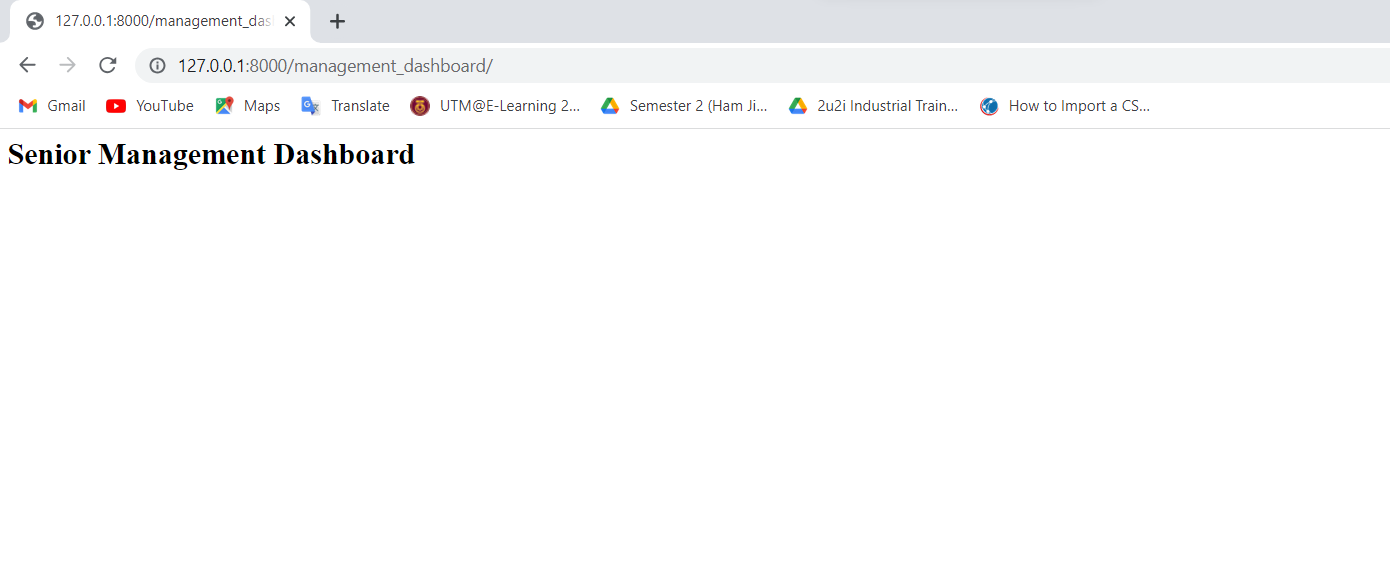 127.0.0.1:8000/management_das
127.0.0.1:8000/management_dashboard/
Gmail YouTube Maps Translate UTM@E-Learning 2... Semester 2 (Ham Ji... 2u2i Industrial Train... How to Import a CS...
Senior Management Dashboard